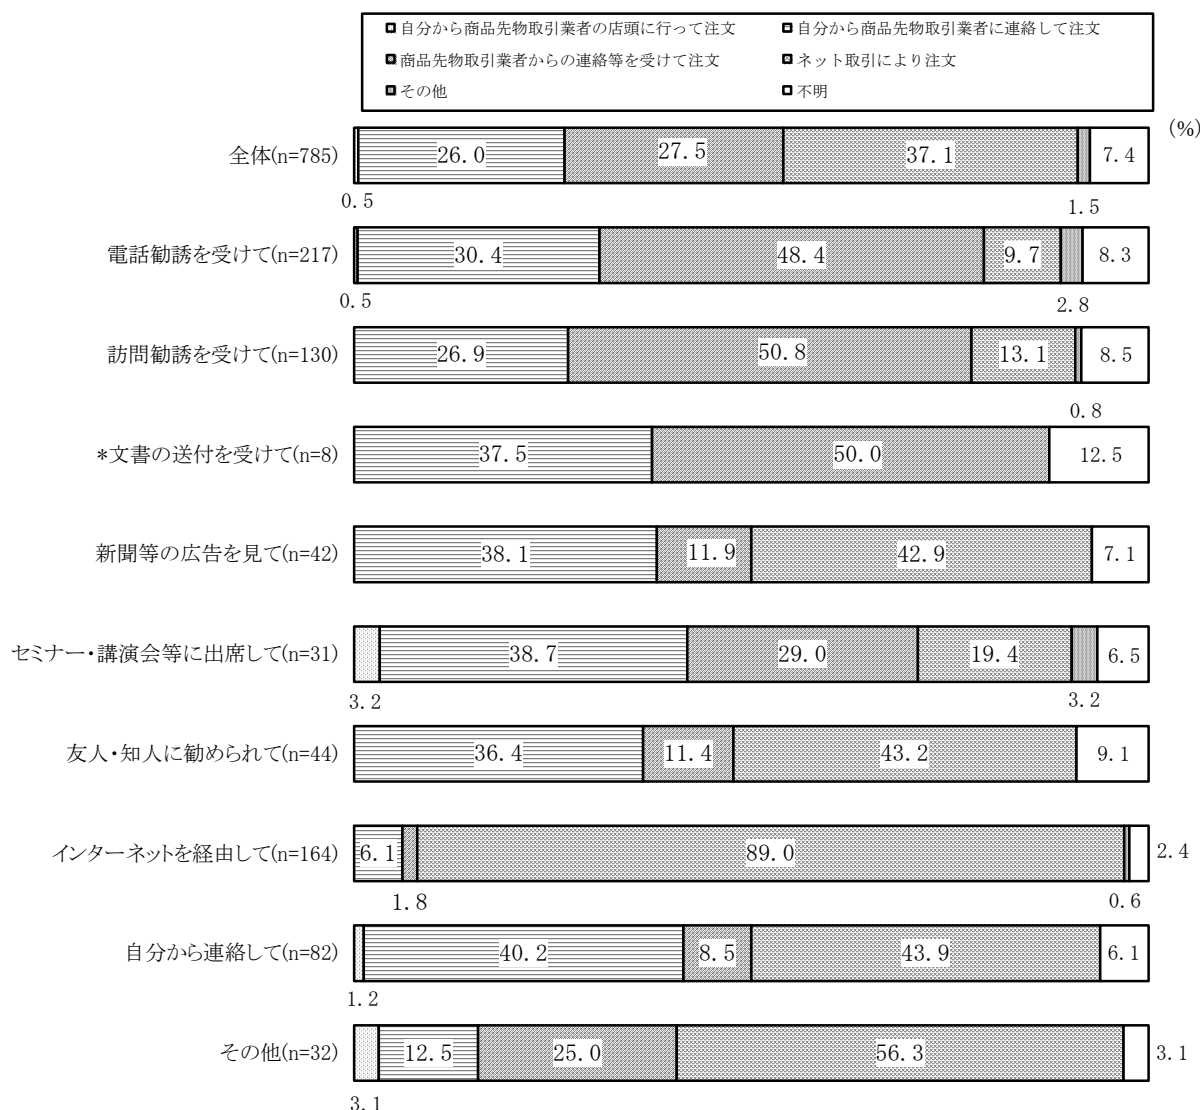 自分から商品先物取引業者の店頭に行って注文 自分から商品先物取引業者に連絡して注文
商品先物取引業者からの連絡等を受けて注文 ネット取引により注文
その他 不明
(%)
全体(n=785) 26.0 27.5 37.1 7.4
0.5 1.5
電話勧誘を受けて(n=217) 30.4 48.4 9.7 8.3
0.5 2.8
訪問勧誘を受けて(n=130) 26.9 50.8 13.1 8.5
0.8
*文書の送付を受けて(n=8) 37.5 50.0 12.5
新聞等の広告を見て(n=42) 38.1 11.9 42.9 7.1
セミナー・講演会等に出席して(n=31) 38.7 29.0 19.4 6.5
3.2 3.2
友人・知人に勧められて(n=44) 36.4 11.4 43.2 9.1
インターネットを経由して(n=164) 6.1 89.0 2.4
1.8 0.6
自分から連絡して(n=82) 40.2 8.5 43.9 6.1
1.2
その他(n=32) 12.5 25.0 56.3 3.1
3.1